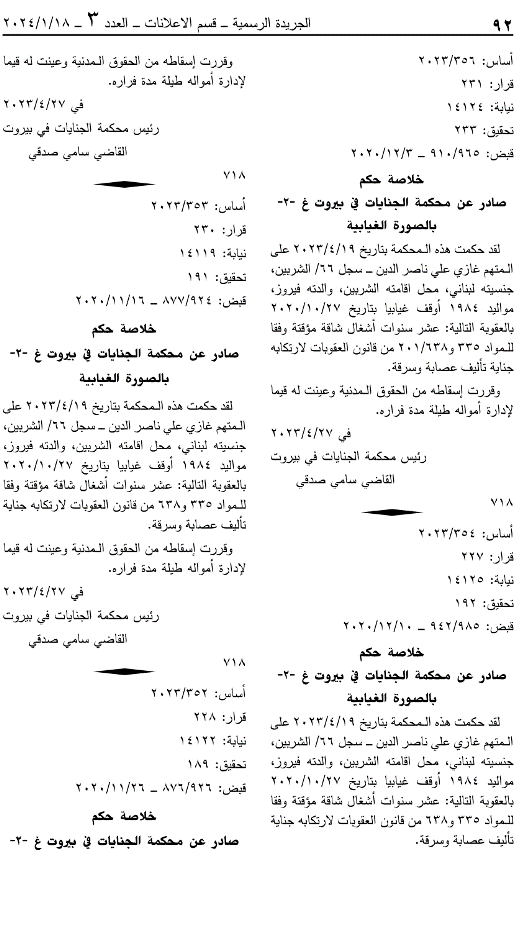 ٩٢
الجريدة الرسمية ــ قسم الاعلانات ــ العدد ٣ ــ ٢٠٢٤/١/١٨
أساس: ٢٠٢٣/٣٥٦
قرار: ٢٣١
نيابة: ١٤١٢٤
تحقيق: ٢٣٣
قبض: ٩١٠/٩٦٥ ــ ٢٠٢٠/١٢/٣
خلاصة حكم
صادر عن محكمة الجنايات في بيروت غ -٢-
بالصورة الغيابية
لقد حكمت هذه المحكمة بتاريخ ٢٠٢٣/٤/١٩ على
المتهم غازي علي ناصر الدين ــ سجل ٦٦/ الشربين،
جنسيته لبناني، محل اقامته الشربين، والدته فيروز،
مواليد ١٩٨٤ أوقف غيابيا بتاريخ ٢٠٢٠/١٠/٢٧
بالعقوبة التالية: عشر سنوات أشغال شاقة مؤقتة وفقا
للمواد ٣٣٥ و٢٠١/٦٣٨ من قانون العقوبات لارتكابه
جناية تأليف عصابة وسرقة.
وقررت إسقاطه من الحقوق المدنية وعينت له قيما
لإدارة أمواله طيلة مدة فراره.
في ٢٠٢٣/٤/٢٧
رئيس محكمة الجنايات في بيروت
القاضي سامي صدقي
٧١٨
أساس: ٢٠٢٣/٣٥٤
قرار: ٢٢٧
نيابة: ١٤١٢٥
تحقيق: ١٩٢
قبض: ٩٤٢/٩٨٥ ــ ٢٠٢٠/١٢/١٠
خلاصة حكم
صادر عن محكمة الجنايات في بيروت غ -٢-
بالصورة الغيابية
لقد حكمت هذه المحكمة بتاريخ ٢٠٢٣/٤/١٩ على
المتهم غازي علي ناصر الدين ــ سجل ٦٦/ الشربين،
جنسيته لبناني، محل اقامته الشربين، والدته فيروز،
مواليد ١٩٨٤ أوقف غيابيا بتاريخ ٢٠٢٠/١٠/٢٧
بالعقوبة التالية: عشر سنوات أشغال شاقة مؤقتة وفقا
للمواد ٣٣٥ و٦٣٨ من قانون العقوبات لارتكابه جناية
تأليف عصابة وسرقة.
وقررت إسقاطه من الحقوق المدنية وعينت له قيما
لإدارة أمواله طيلة مدة فراره.
في ٢٠٢٣/٤/٢٧
رئيس محكمة الجنايات في بيروت
القاضي سامي صدقي
٧١٨
أساس: ٢٠٢٣/٣٥٣
قرار: ٢٣٠
نيابة: ١٤١١٩
تحقيق: ١٩١
قبض: ٨٧٧/٩٢٤ ــ ٢٠٢٠/١١/١٦
خلاصة حكم
صادر عن محكمة الجنايات في بيروت غ -٢-
بالصورة الغيابية
لقد حكمت هذه المحكمة بتاريخ ٢٠٢٣/٤/١٩ على
المتهم غازي علي ناصر الدين ــ سجل ٦٦/ الشربين،
جنسيته لبناني، محل اقامته الشربين، والدته فيروز،
مواليد ١٩٨٤ أوقف غيابيا بتاريخ ٢٠٢٠/١٠/٢٧
بالعقوبة التالية: عشر سنوات أشغال شاقة مؤقتة وفقا
للمواد ٣٣٥ و٦٣٨ من قانون العقوبات لارتكابه جناية
تأليف عصابة وسرقة.
وقررت إسقاطه من الحقوق المدنية وعينت له قيما
لإدارة أمواله طيلة مدة فراره.
في ٢٠٢٣/٤/٢٧
رئيس محكمة الجنايات في بيروت
القاضي سامي صدقي
٧١٨
أساس: ٢٠٢٣/٣٥٢
قرار: ٢٢٨
نيابة: ١٤١٢٢
تحقيق: ١٨٩
قبض: ٨٧٦/٩٢٦ ــ ٢٠٢٠/١١/٢٦
خلاصة حكم
صادر عن محكمة الجنايات في بيروت غ -٢-